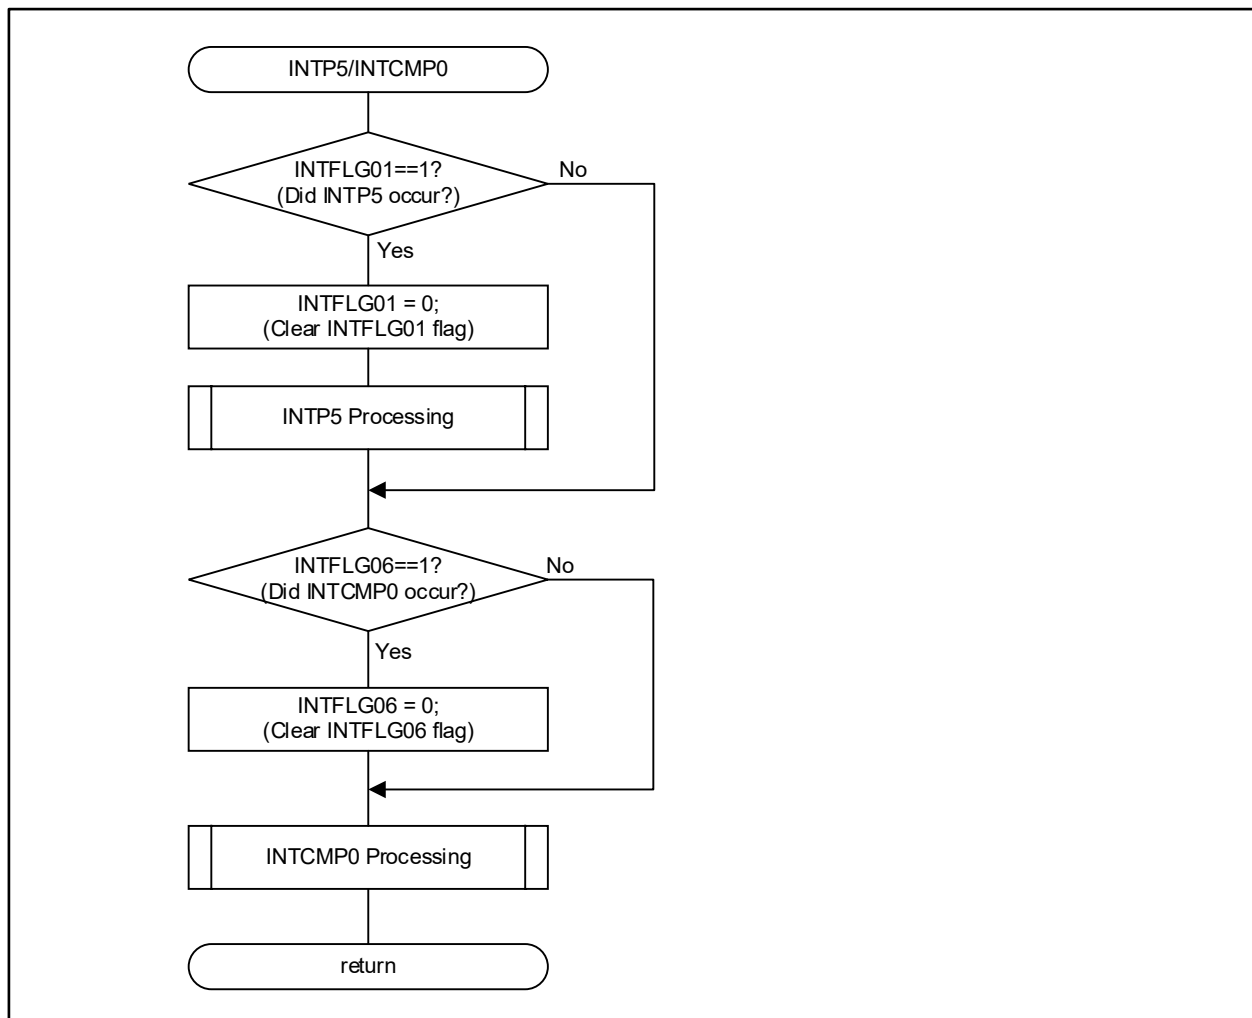 INTP5/INTCMP0
INTFLG01==1?
(Did INTP5 occur?)
No
Yes
INTFLG01 = 0;
(Clear INTFLG01 flag)
INTP5 Processing
INTFLG06==1?
(Did INTCMP0 occur?)
No
Yes
INTFLG06 = 0;
(Clear INTFLG06 flag)
INTCMP0 Processing
return